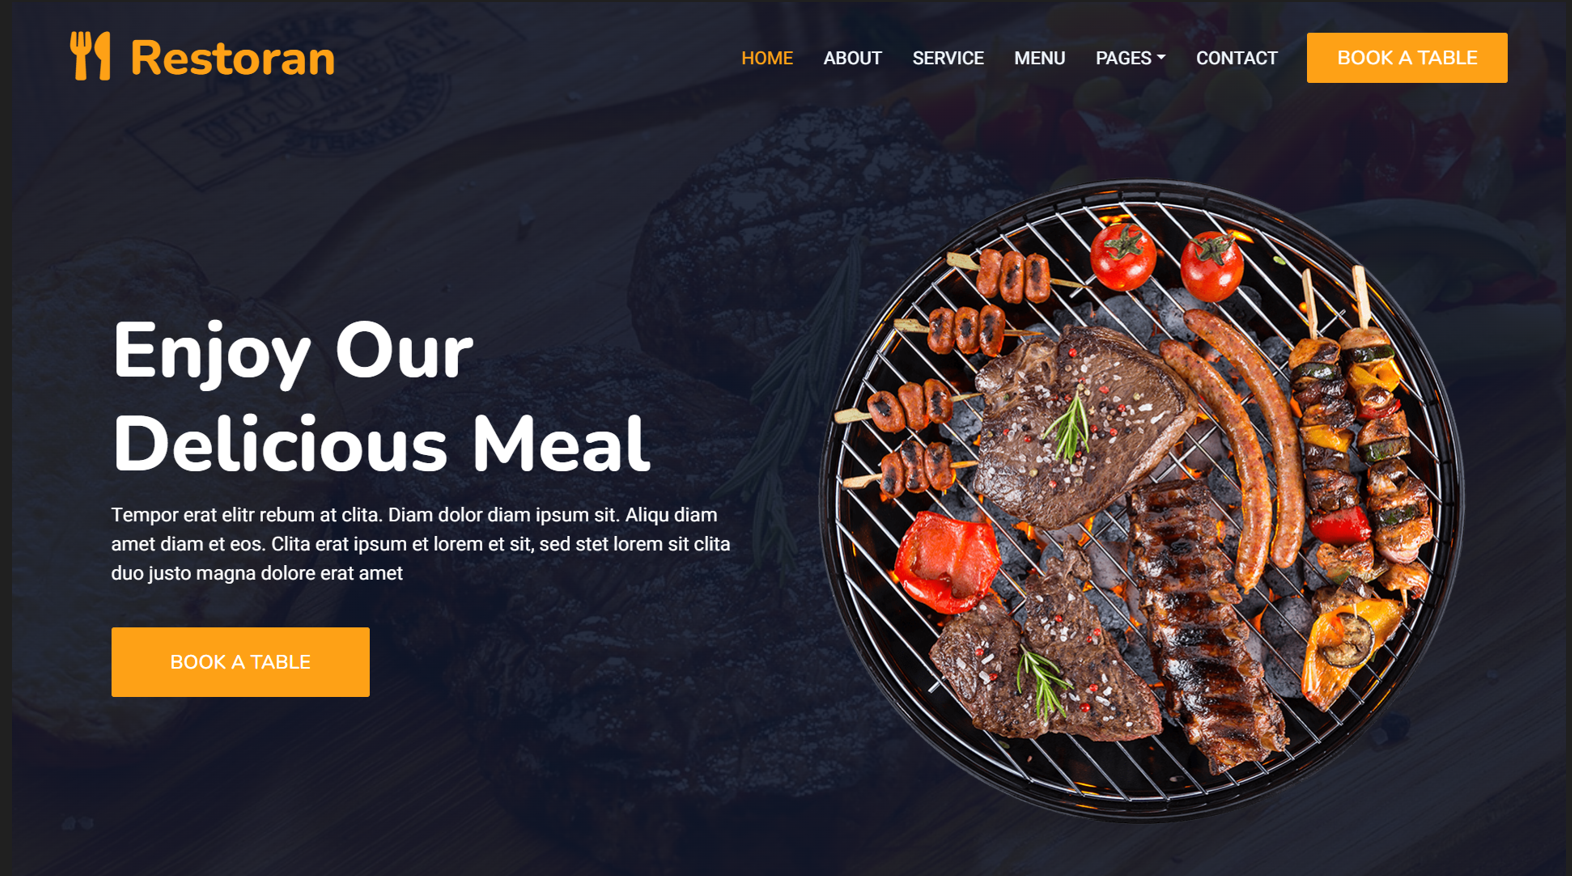 Restoran
HOME ABOUT SERVICE MENU PAGES CONTACT BOOK A TABLE
Enjoy Our
Delicious Meal
Tempor erat elitr rebum at clita. Diam dolor diam ipsum sit. Aliqu diam
amet diam et eos. Clita erat ipsum et lorem et sit, sed stet lorem sit clita
duo justo magna dolore erat amet
BOOK A TABLE